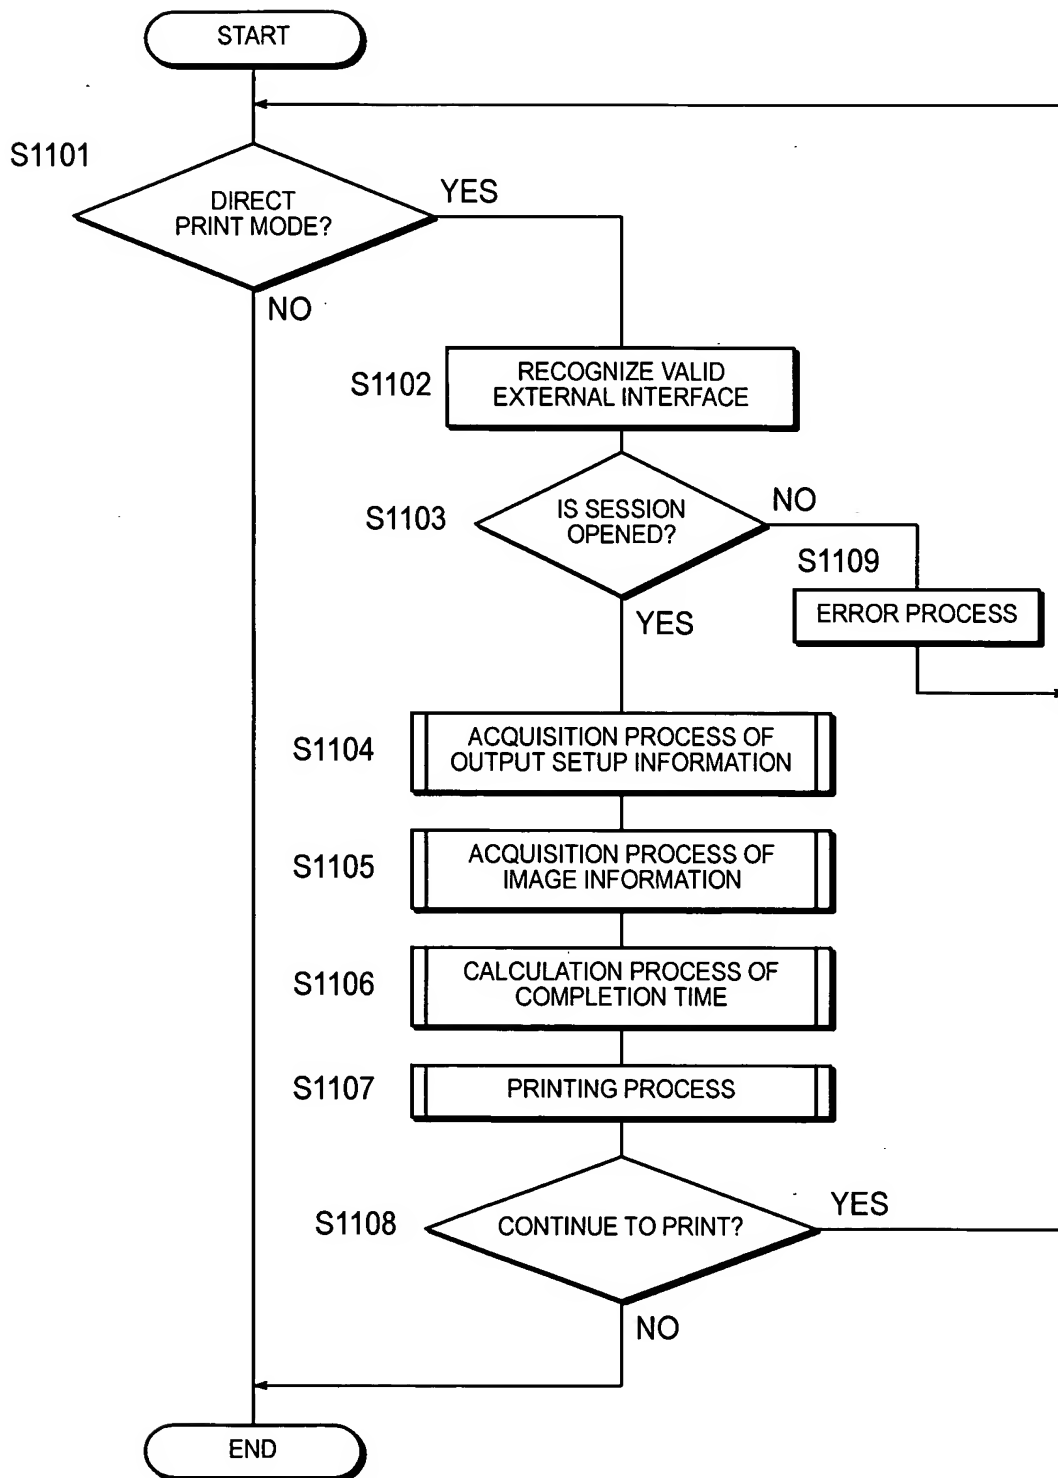 START
S1101
DIRECT
PRINT MODE?
YES
NO
S1102
RECOGNIZE VALID
EXTERNAL INTERFACE
S1103
IS SESSION
OPENED?
NO
S1109
ERROR PROCESS
YES
S1104
ACQUISITION PROCESS OF
OUTPUT SETUP INFORMATION
S1105
ACQUISITION PROCESS OF
IMAGE INFORMATION
S1106
CALCULATION PROCESS OF
COMPLETION TIME
S1107
PRINTING PROCESS
S1108
CONTINUE TO PRINT?
YES
NO
END